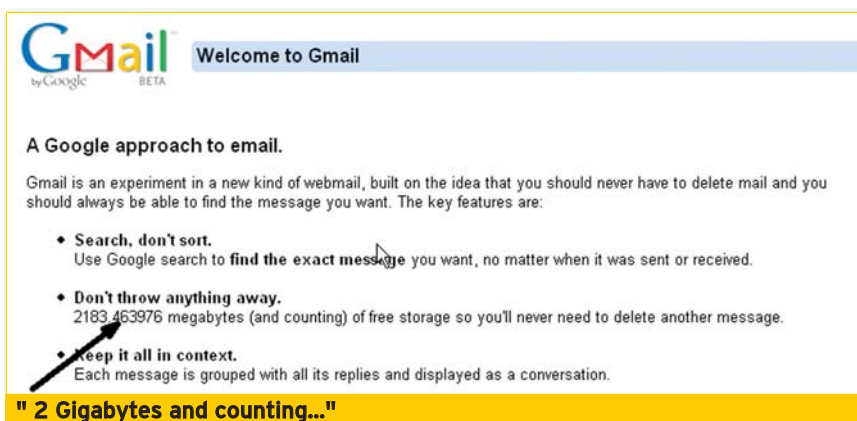 Gmail
by Google BETA
Welcome to Gmail
A Google approach to email.
Gmail is an experiment in a new kind of webmail, built on the idea that you should never have to delete mail and you
should always be able to find the message you want. The key features are:
Search, don't sort.
Use Google search to find the exact message you want, no matter when it was sent or received.
Don't throw anything away.
2183.463976 megabytes (and counting) of free storage so you'll never need to delete another message.
Keep it all in context.
Each message is grouped with all its replies and displayed as a conversation.
" 2 Gigabytes and counting..."